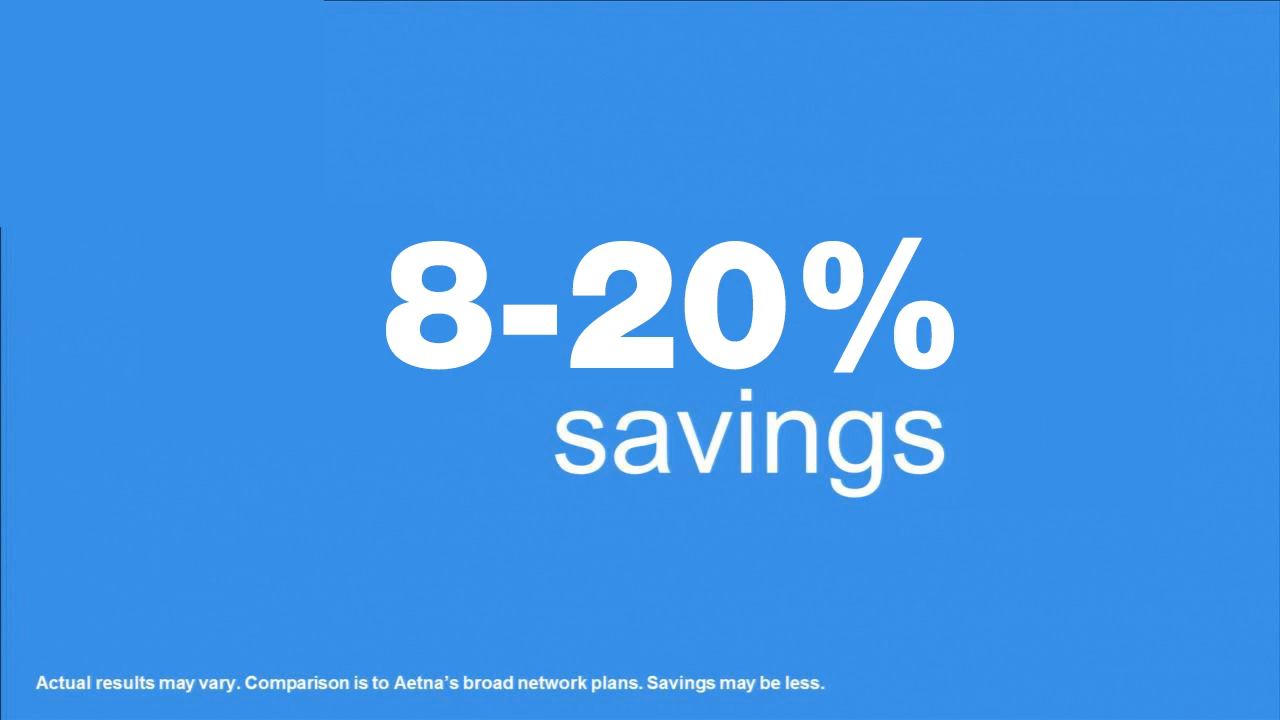 8-20%
savings
Actual results may vary. Comparison is to Aetna’s broad network plans. Savings may be less.